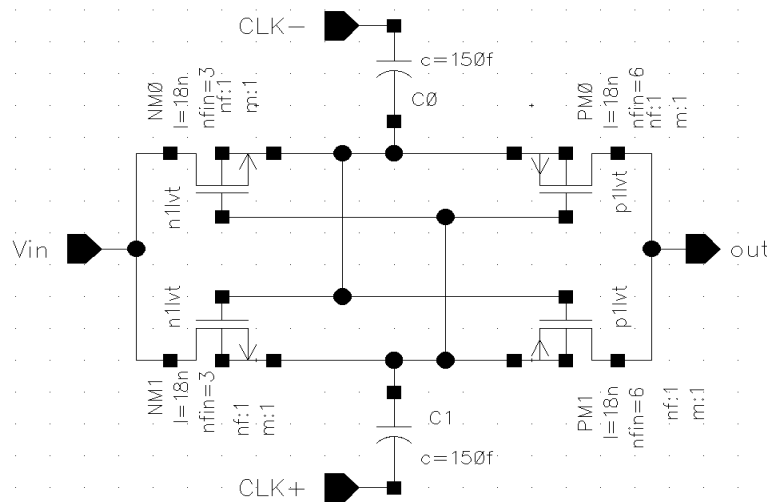 CLK-
c=150f
C0
NM0
l=18n
nfin=3
nf:1
m:1
PM0
l=18n
nfin=6
nf:1
m:1
n1lvt
p1lvt
Vin
out
n1lvt
p1lvt
NM1
l=18n
nfin=3
nf:1
m:1
C1
c=150f
PM1
l=18n
nfin=6
nf:1
m:1
CLK+